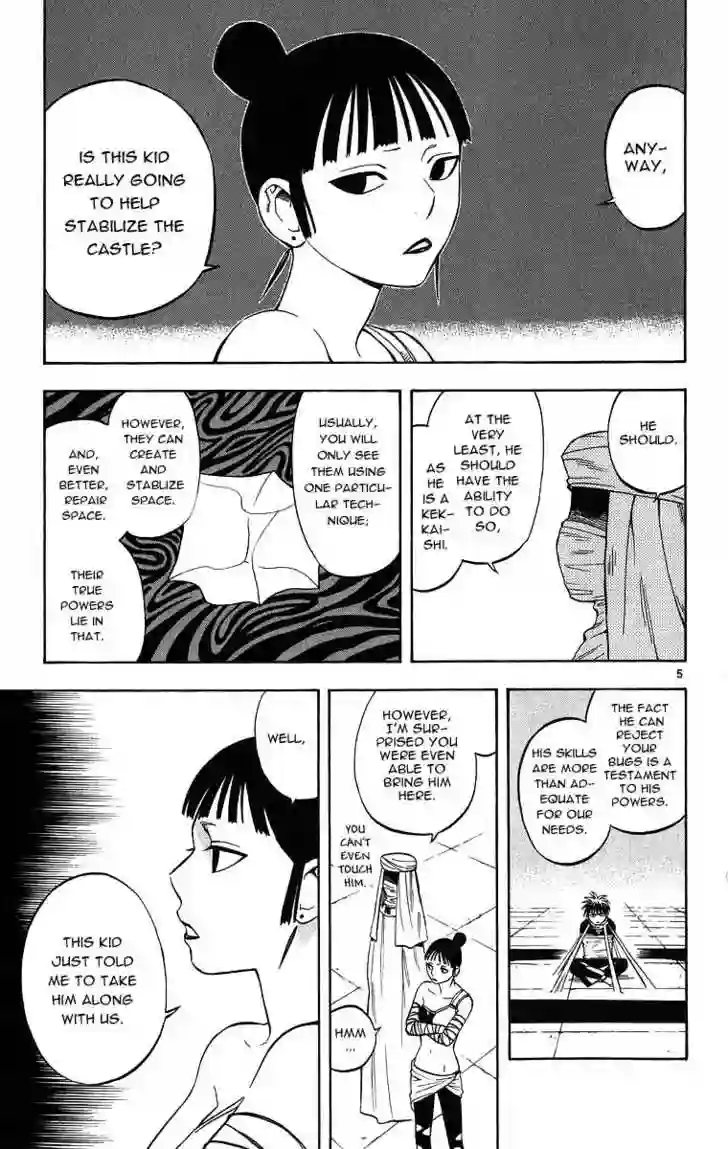 ANY-
WAY,
IS THIS KID
REALLY GOING
TO HELP
STABILIZE THE
CASTLE?
HE
SHOULD.
AT THE
VERY
LEAST, HE
SHOULD
HAVE THE
ABILITY
TO DO
SO,
AS
HE
IS A
KEK-
KAI-
SHI.
USUALLY,
YOU WILL
ONLY SEE
THEM USING
ONE PARTICU-
LAR TECH-
NIQUE;
HOWEVER,
THEY CAN
CREATE
AND
STABLIZE
SPACE.
AND,
EVEN
BETTER,
REPAIR
SPACE.
THEIR
TRUE
POWERS
LIE IN
THAT.
5
THE FACT
HE CAN
REJECT
YOUR
BUGS IS A
TESTAMENT
TO HIS
POWERS.
HIS SKILLS
ARE MORE
THAN AD-
EQUATE
FOR OUR
NEEDS.
HOWEVER,
I'M SUR-
PRISED YOU
WERE EVEN
ABLE TO
BRING HIM
HERE.
YOU
CAN'T
EVEN
TOUCH
HIM.
HMM
...
WELL,
THIS KID
JUST TOLD
ME TO TAKE
HIM ALONG
WITH US.